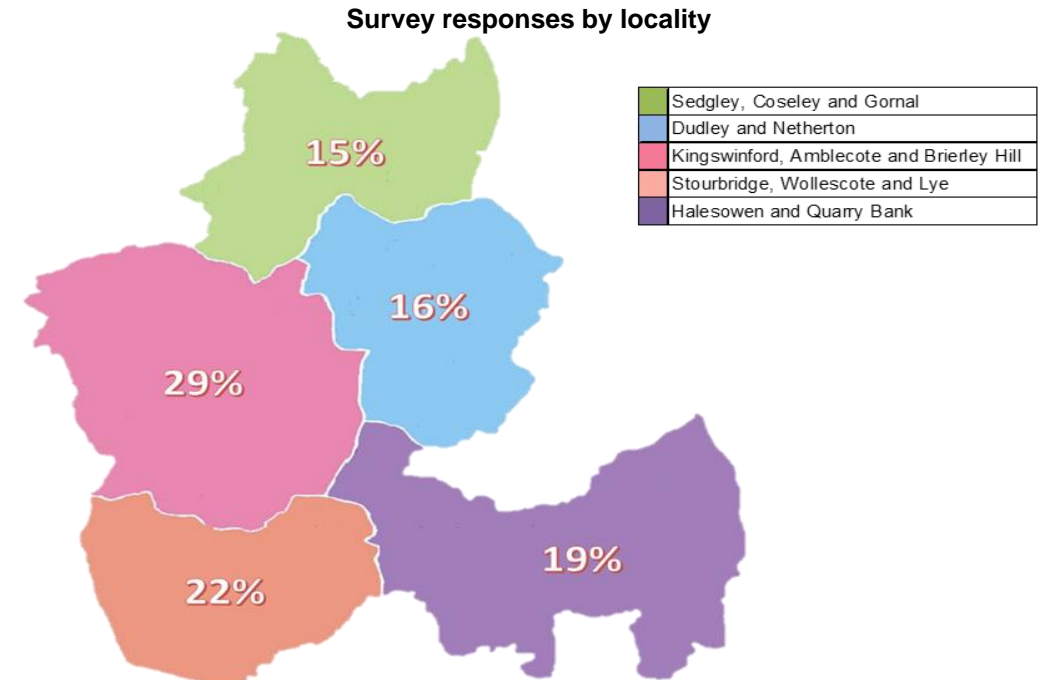 Survey responses by locality
Sedgley, Coseley and Gornal
Dudley and Netherton
Kingswinford, Amblecote and Brierley Hill
Stourbridge, Wollescote and Lye
Halesowen and Quarry Bank
15%
16%
29%
19%
22%